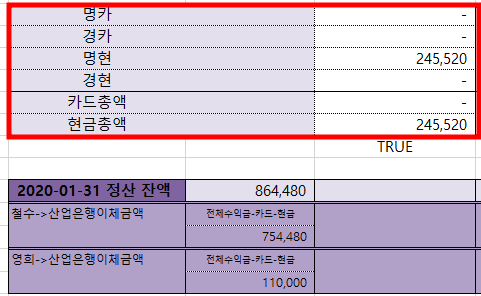 명카 -
경카 -
명현 245,520
경현 -
카드총액 -
현금총액 245,520
TRUE
2020-01-31 정산 잔액 864,480
철수->산업은행이체금액 전체수익금-카드-현금
754,480
영희->산업은행이체금액 전체수익금-카드-현금
110,000